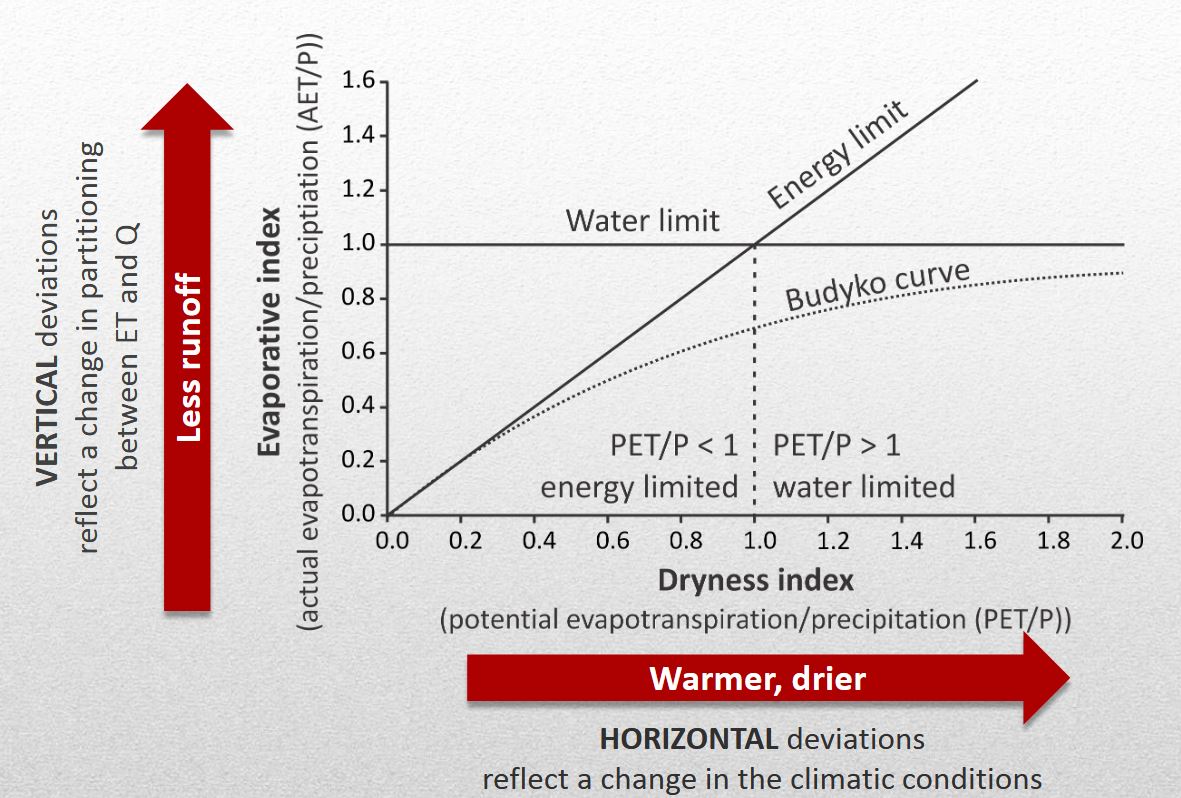 VERTICAL deviations
reflect a change in partitioning
between ET and Q
Less runoff
Evaporative index
(actual evapotranspiration/preciptiation (AET/P))
1.6
1.4
1.2
1.0
0.8
0.6
0.4
0.2
0.0
Energy limit
Water limit
Budyko curve
PET/P < 1
energy limited
PET/P > 1
water limited
0.0 0.2 0.4 0.6 0.8 1.0 1.2 1.4 1.6 1.8 2.0
Dryness index
(potential evapotranspiration/precipitation (PET/P))
Warmer, drier
HORIZONTAL deviations
reflect a change in the climatic conditions